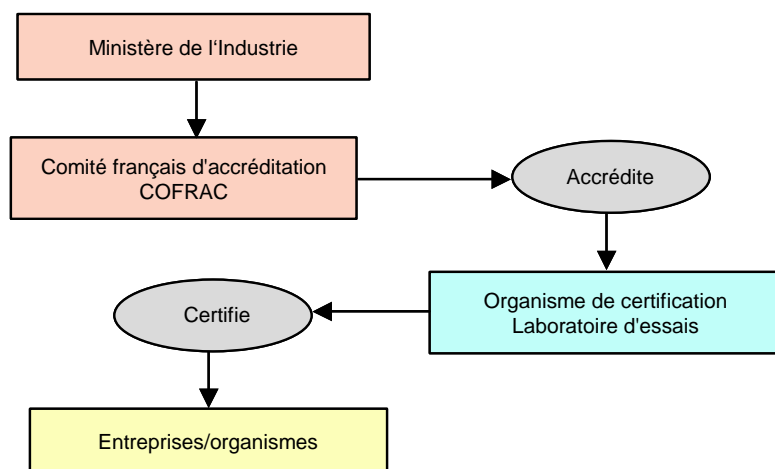 Ministère de l‘Industrie
Comité français d'accréditation
COFRAC
Accrédite
Organisme de certification
Laboratoire d'essais
Certifie
Entreprises/organismes